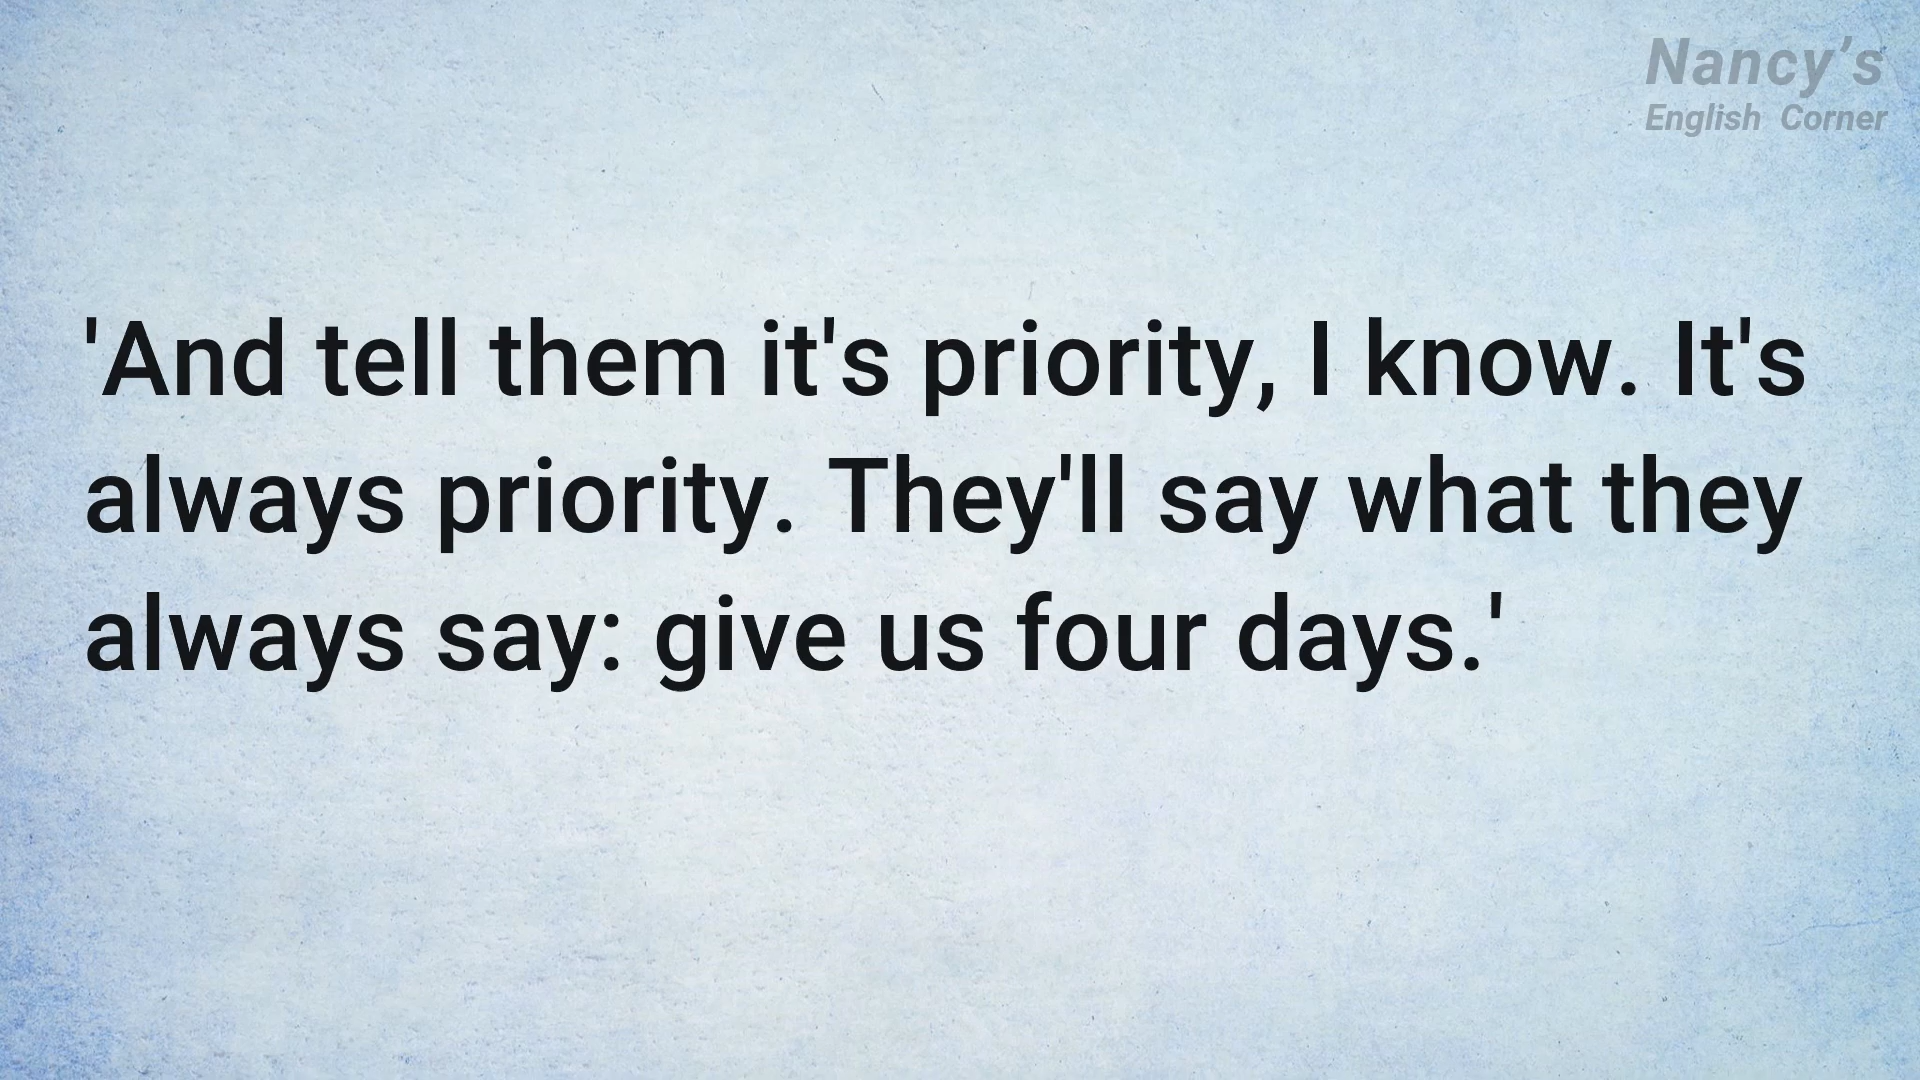 Nancy’s
English Corner
'And tell them it's priority, I know. It's
always priority. They'll say what they
always say: give us four days.'